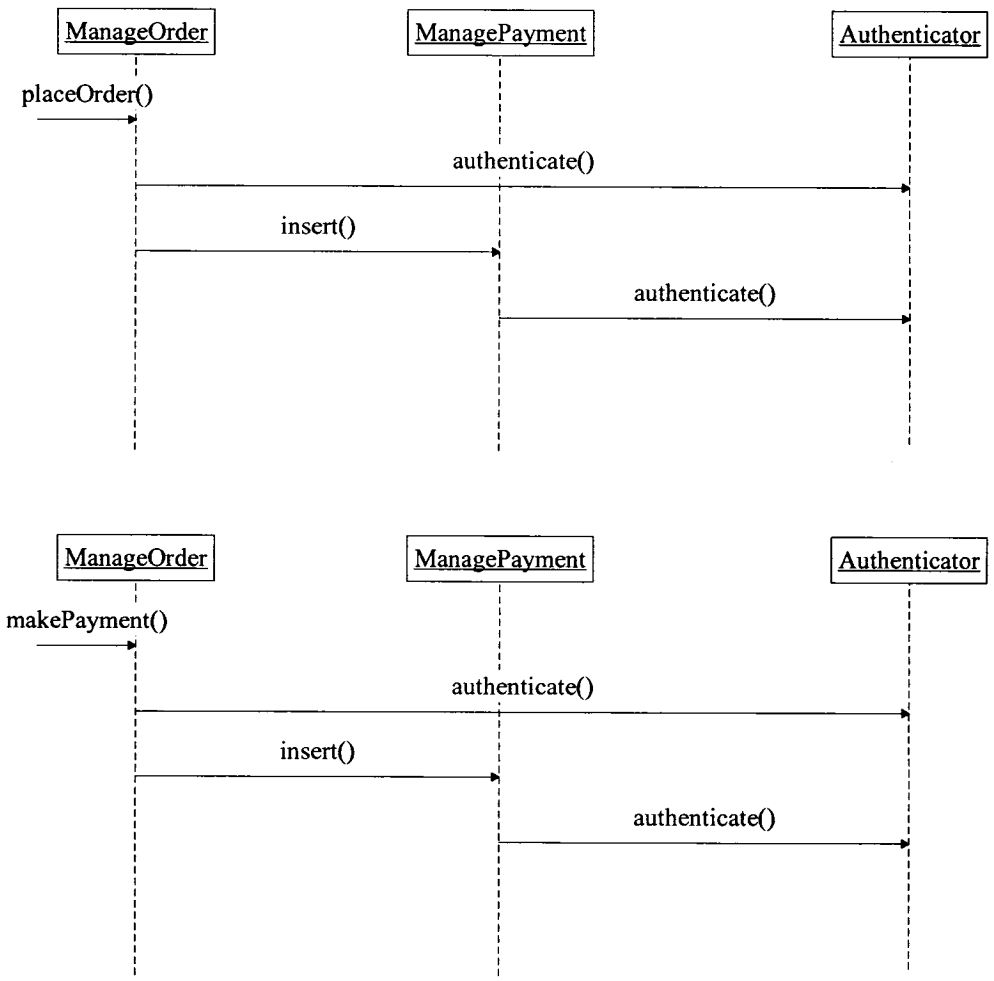 ManageOrder
ManagePayment
Authenticator
placeOrder()
authenticate()
insert()
authenticate()
ManageOrder
ManagePayment
Authenticator
makePayment()
authenticate()
insert()
authenticate()